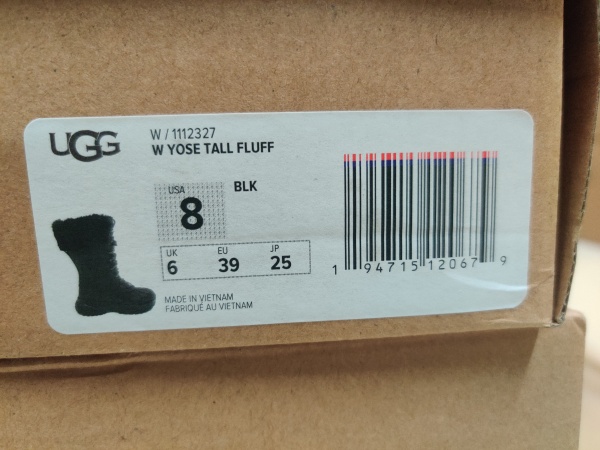 UGG
W / 1112327
W YOSE TALL FLUFF
USA
8
BLK
UK EU JP
6 39 25
MADE IN VIETNAM
FABRIQUÉ AU VIETNAM
1 94715 12067 9